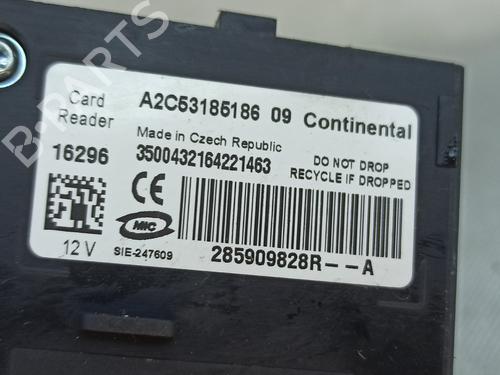 Card Reader
A2C53185186 09 Continental
Made in Czech Republic
16296
3500432164221463
DO NOT DROP
RECYCLE IF DROPPED
CE
MIC
12 V
SIE-247609
285909828R--A
B-PARTS